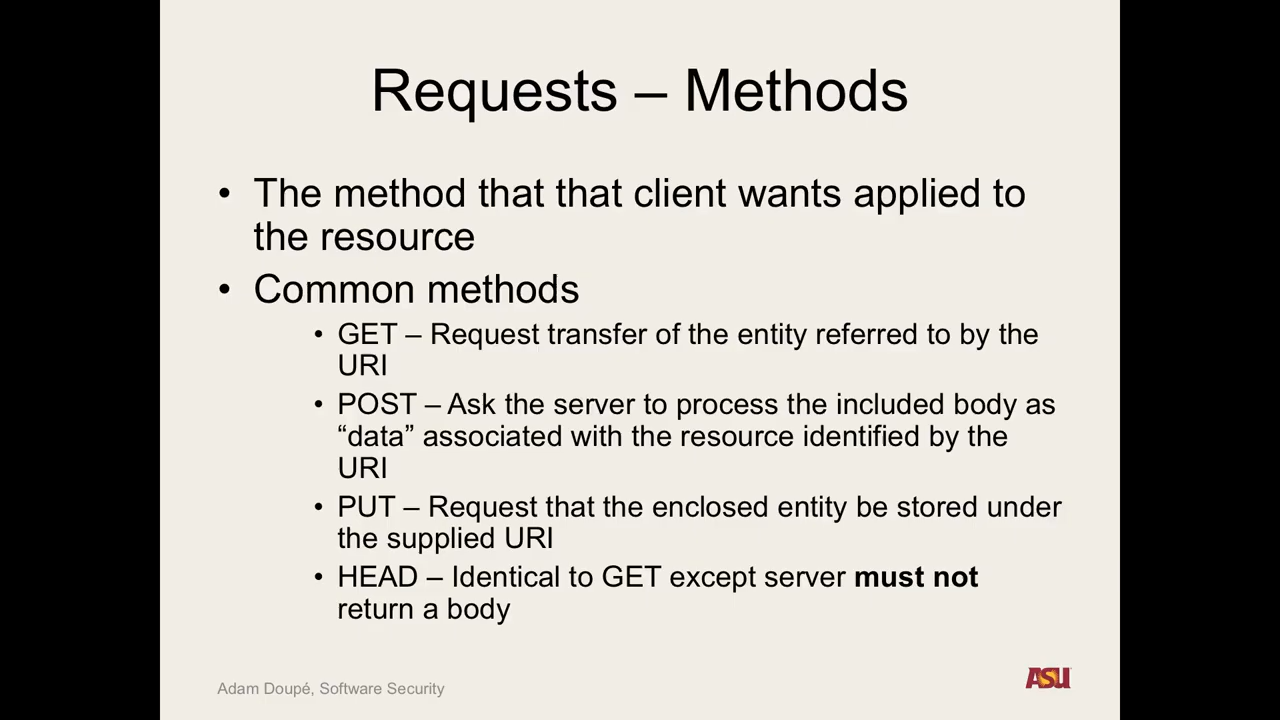 Requests – Methods
• The method that that client wants applied to
the resource
• Common methods
• GET – Request transfer of the entity referred to by the
URI
• POST – Ask the server to process the included body as
“data” associated with the resource identified by the
URI
• PUT – Request that the enclosed entity be stored under
the supplied URI
• HEAD – Identical to GET except server must not
return a body
Adam Doupé, Software Security
ASU